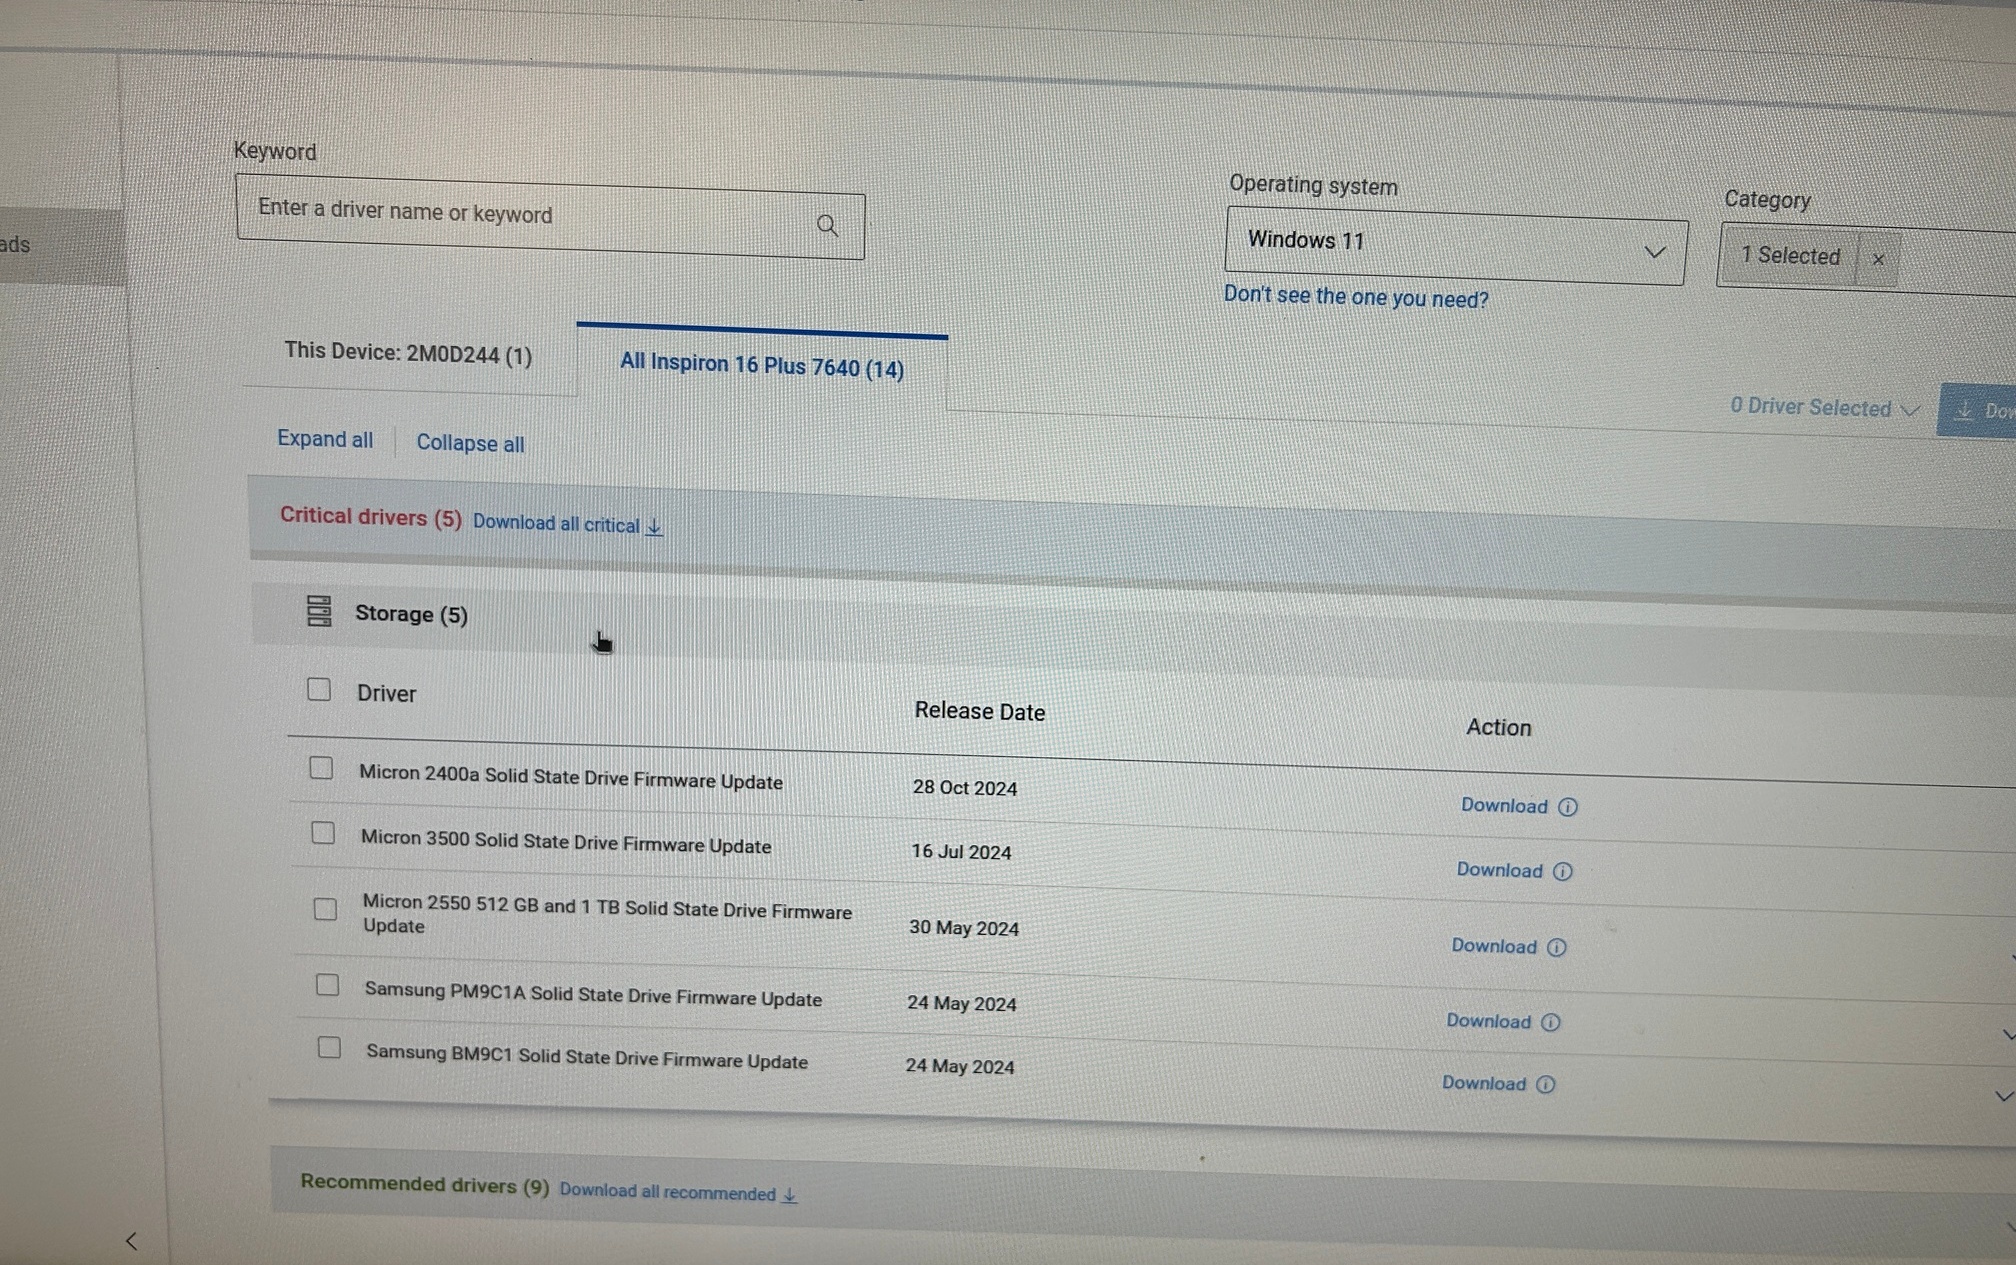 Keyword
Enter a driver name or keyword
Operating system
Windows 11
Don't see the one you need?
Category
1 Selected ×
ads
This Device: 2M0D244 (1)
All Inspiron 16 Plus 7640 (14)
0 Driver Selected
Expand all
Collapse all
Critical drivers (5) Download all critical
Storage (5)
Driver
Release Date
Action
Micron 2400a Solid State Drive Firmware Update
28 Oct 2024
Download
Micron 3500 Solid State Drive Firmware Update
16 Jul 2024
Download
Micron 2550 512 GB and 1 TB Solid State Drive Firmware
Update
30 May 2024
Download
Samsung PM9C1A Solid State Drive Firmware Update
24 May 2024
Download
Samsung BM9C1 Solid State Drive Firmware Update
24 May 2024
Download
Recommended drivers (9) Download all recommended